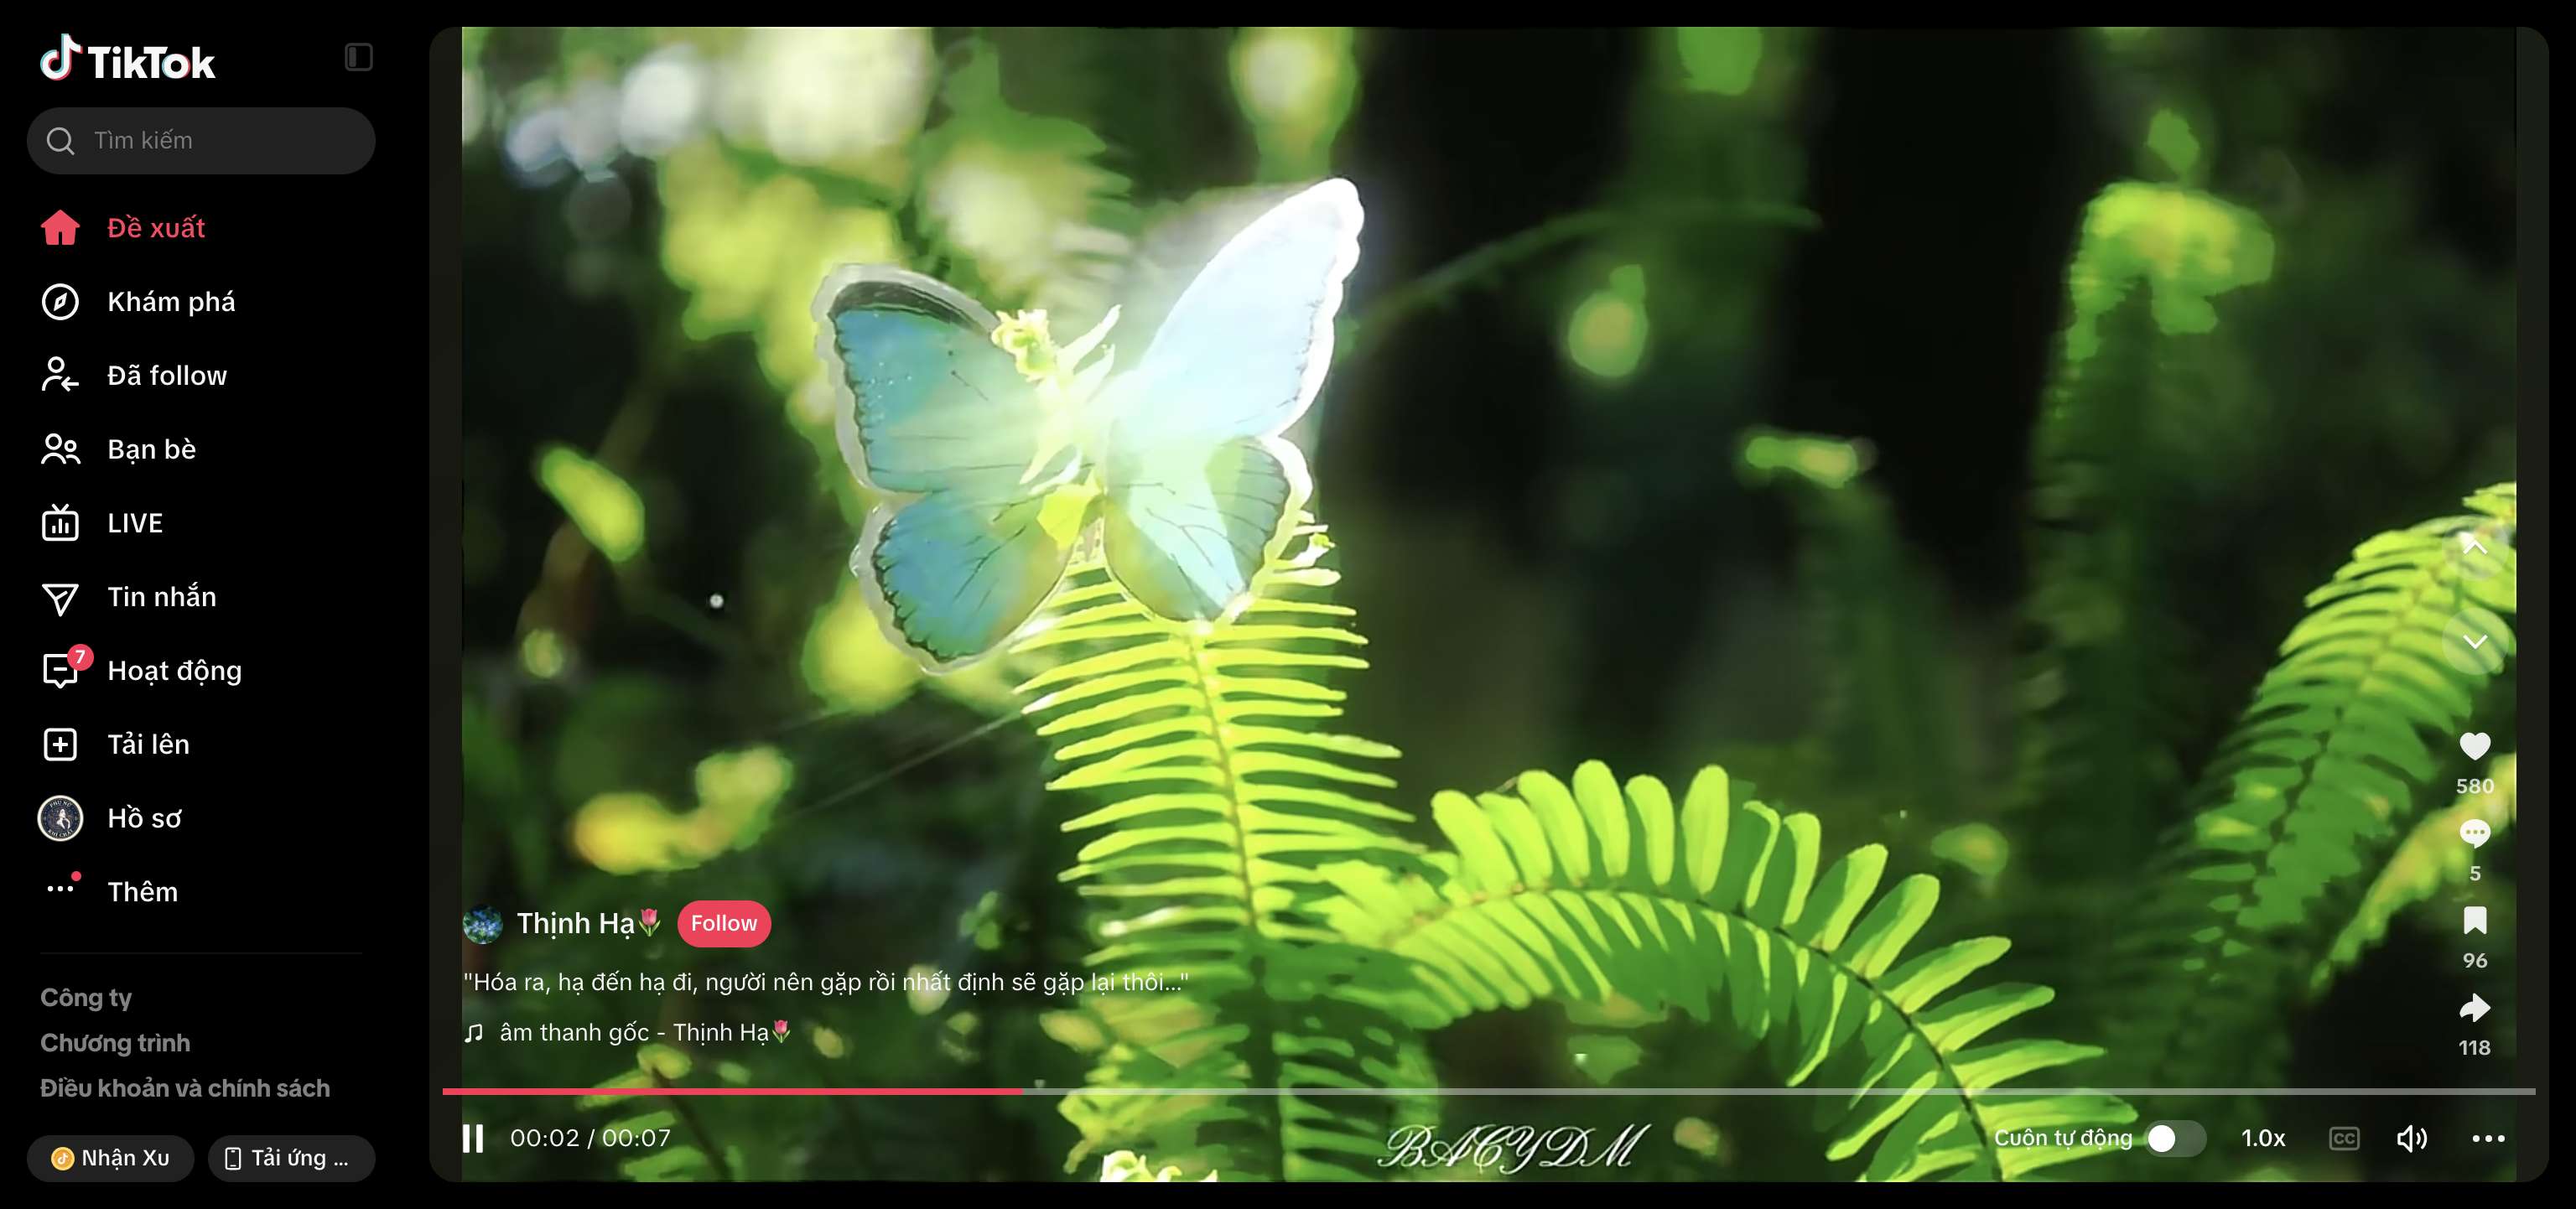 TikTok
Tìm kiếm
Đề xuất
Khám phá
Đã follow
Bạn bè
LIVE
Tin nhắn
7
Hoạt động
Tải lên
Hồ sơ
Thêm
Công ty
Chương trình
Điều khoản và chính sách
Nhận Xu
Tải ứng ...
580
5
96
118
Thịnh Hạ🌷 Follow
"Hóa ra, hạ đến hạ đi, người nên gặp rồi nhất định sẽ gặp lại thôi..."
âm thanh gốc - Thịnh Hạ🌷
00:02 / 00:07
BACYDM
Cuộn tự động
1.0x
CC